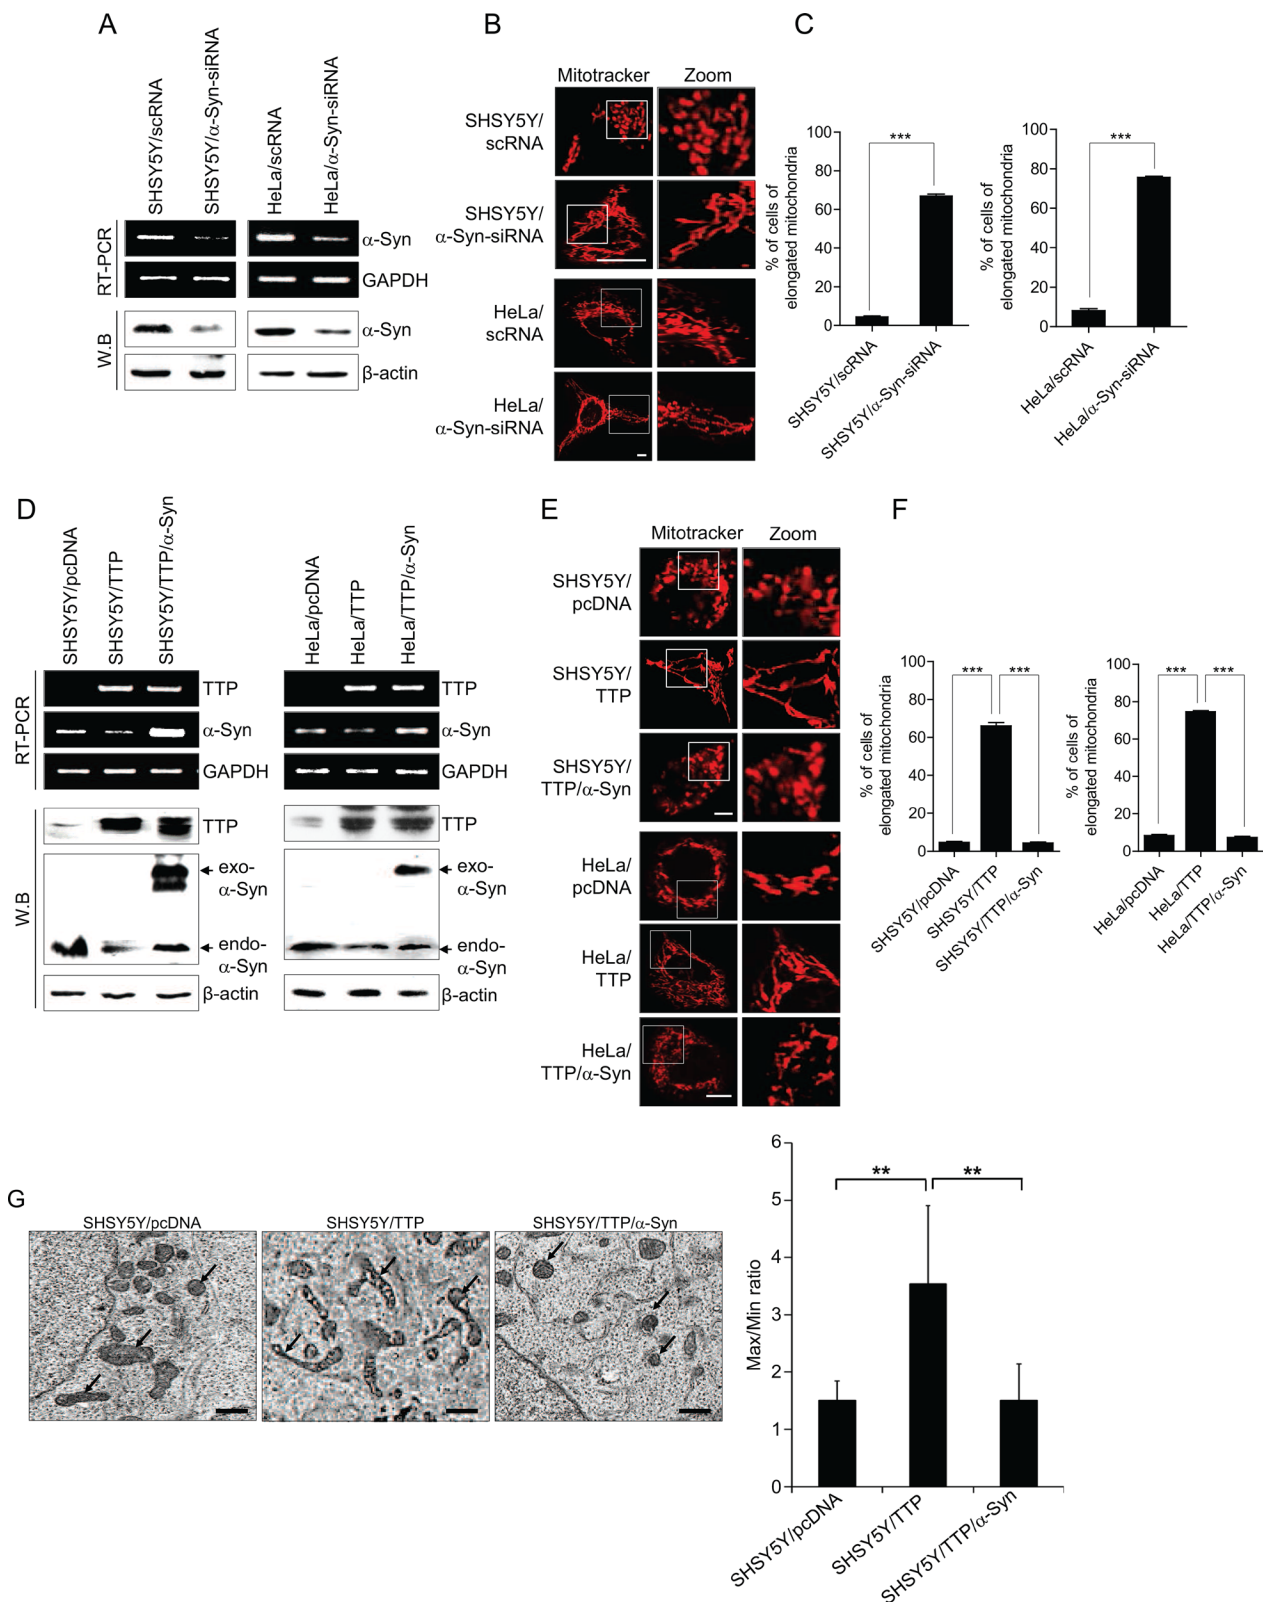 A
SHSY5Y/scRNA
SHSY5Y/α-Syn-siRNA
HeLa/scRNA
HeLa/α-Syn-siRNA
RT-PCR
α-Syn
GAPDH
W.B
α-Syn
β-actin
B
Mitotracker
Zoom
SHSY5Y/
scRNA
SHSY5Y/
α-Syn-siRNA
HeLa/
scRNA
HeLa/
α-Syn-siRNA
C
% of cells of
elongated mitochondria
100
80
60
40
20
0
***
SHSY5Y/scRNA
SHSY5Y/α-Syn-siRNA
% of cells of
elongated mitochondria
100
80
60
40
20
0
***
HeLa/scRNA
HeLa/α-Syn-siRNA
D
SHSY5Y/pcDNA
SHSY5Y/TTP
SHSY5Y/TTP/α-Syn
HeLa/pcDNA
HeLa/TTP
HeLa/TTP/α-Syn
RT-PCR
TTP
α-Syn
GAPDH
TTP
α-Syn
GAPDH
W.B
TTP
exo-
α-Syn
endo-
α-Syn
β-actin
TTP
exo-
α-Syn
endo-
α-Syn
β-actin
E
Mitotracker
Zoom
SHSY5Y/
pcDNA
SHSY5Y/
TTP
SHSY5Y/
TTP/α-Syn
HeLa/
pcDNA
HeLa/
TTP
HeLa/
TTP/α-Syn
F
% of cells of
elongated mitochondria
100
80
60
40
20
0
*** ***
SHSY5Y/pcDNA
SHSY5Y/TTP
SHSY5Y/TTP/α-Syn
% of cells of
elongated mitochondria
100
80
60
40
20
0
*** ***
HeLa/pcDNA
HeLa/TTP
HeLa/TTP/α-Syn
G
SHSY5Y/pcDNA
SHSY5Y/TTP
SHSY5Y/TTP/α-Syn
Max/Min ratio
6
5
4
3
2
1
0
** **
SHSY5Y/pcDNA
SHSY5Y/TTP
SHSY5Y/TTP/α-Syn